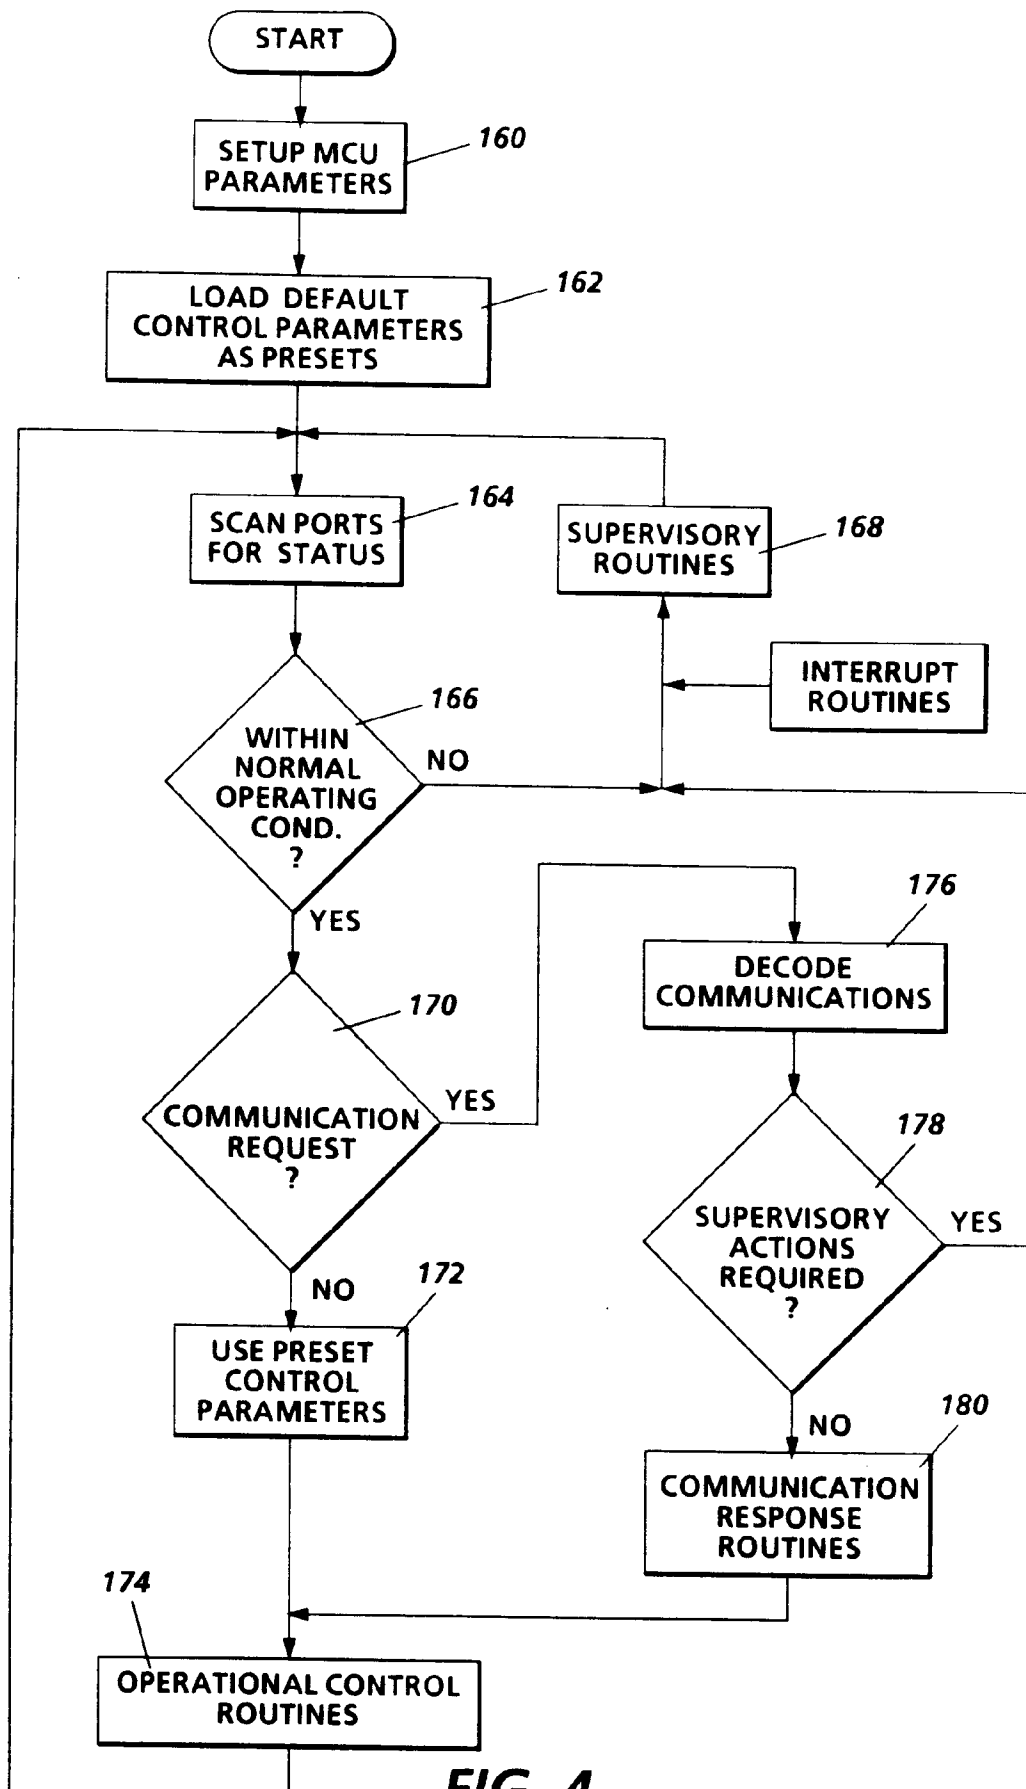 START
SETUP MCU
PARAMETERS
160
LOAD DEFAULT
CONTROL PARAMETERS
AS PRESETS
162
SCAN PORTS
FOR STATUS
164
SUPERVISORY
ROUTINES
168
INTERRUPT
ROUTINES
WITHIN
NORMAL
OPERATING
COND.
?
166
NO
YES
COMMUNICATION
REQUEST
?
170
YES
NO
DECODE
COMMUNICATIONS
176
SUPERVISORY
ACTIONS
REQUIRED
?
178
YES
NO
USE PRESET
CONTROL
PARAMETERS
172
COMMUNICATION
RESPONSE
ROUTINES
180
OPERATIONAL CONTROL
ROUTINES
174
FIG. 4